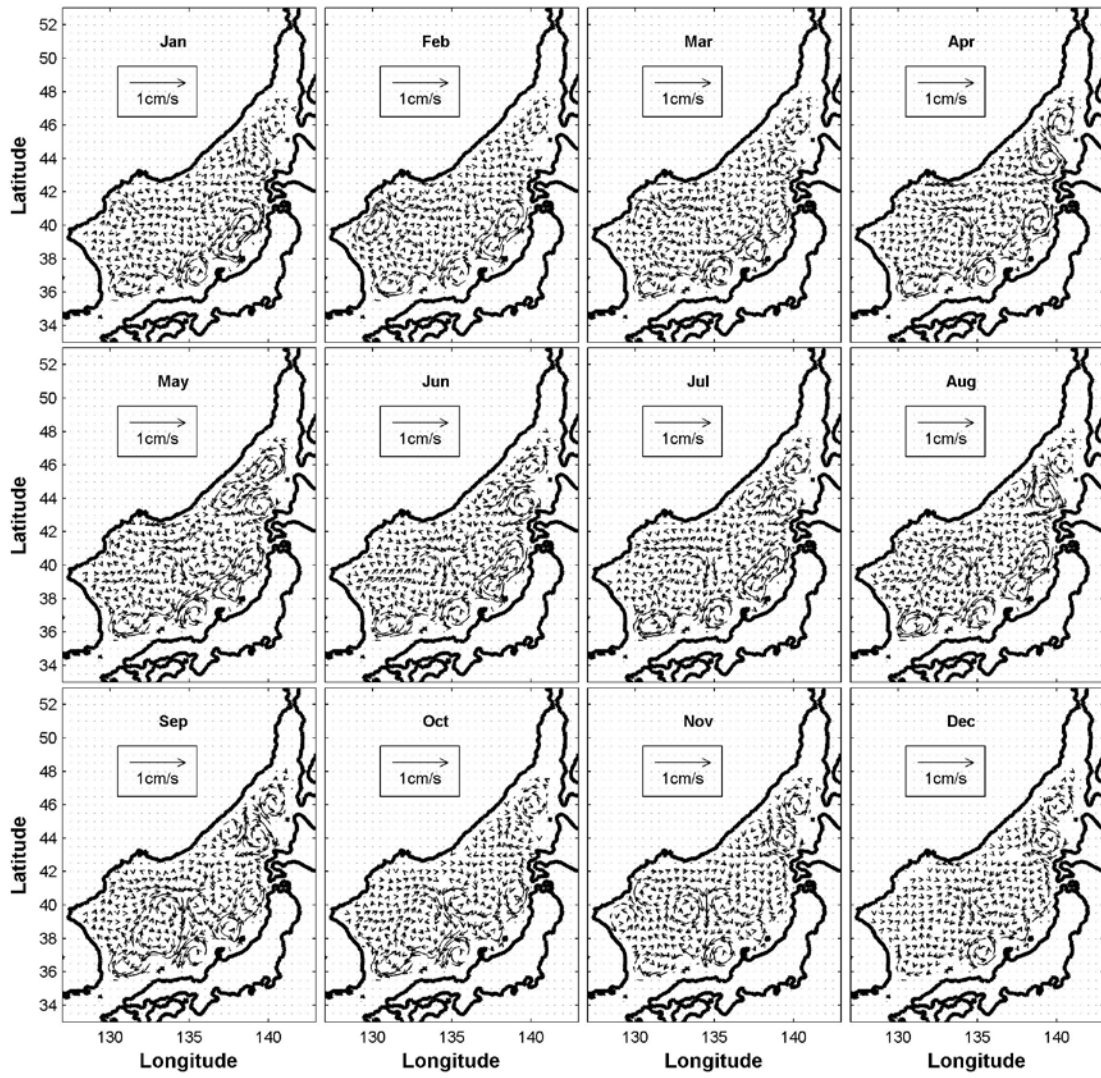 Jan
Feb
Mar
Apr
1cm/s
1cm/s
1cm/s
1cm/s
52
50
48
46
44
42
40
38
36
34
Latitude
May
Jun
Jul
Aug
1cm/s
1cm/s
1cm/s
1cm/s
52
50
48
46
44
42
40
38
36
34
Latitude
Sep
Oct
Nov
Dec
1cm/s
1cm/s
1cm/s
1cm/s
52
50
48
46
44
42
40
38
36
34
Latitude
130 135 140
130 135 140
130 135 140
130 135 140
Longitude
Longitude
Longitude
Longitude